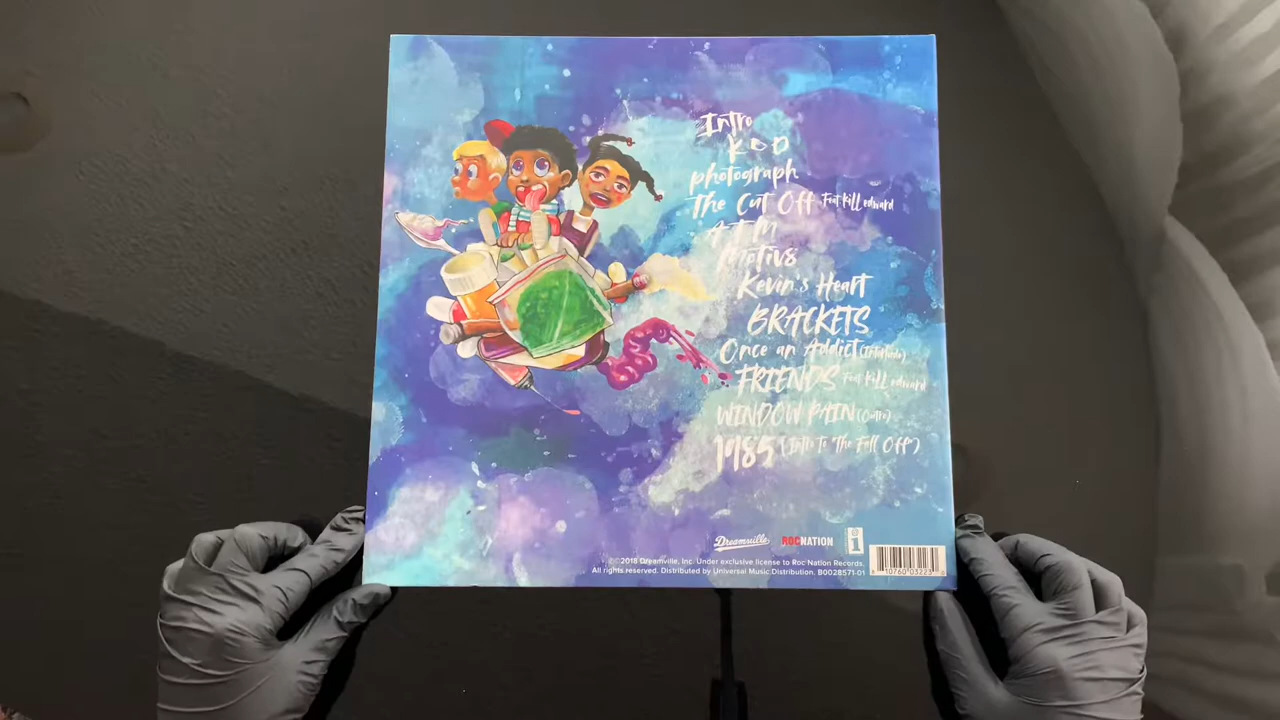 Intro
KOD
photograph
The Cut Off Feat kiLL edward
ATM
Motiv8
Kevin's Heart
BRACKETS
Once an Addict (Interlude)
FRIENDS Feat kiLL edward
WINDOW PAIN (Outro)
1985 (Intro To "The Fall Off")
Dreamville ROCNATION i
℗©2018 Dreamville, Inc. Under exclusive license to Roc Nation Records.
All rights reserved. Distributed by Universal Music Distribution. B0028571-01